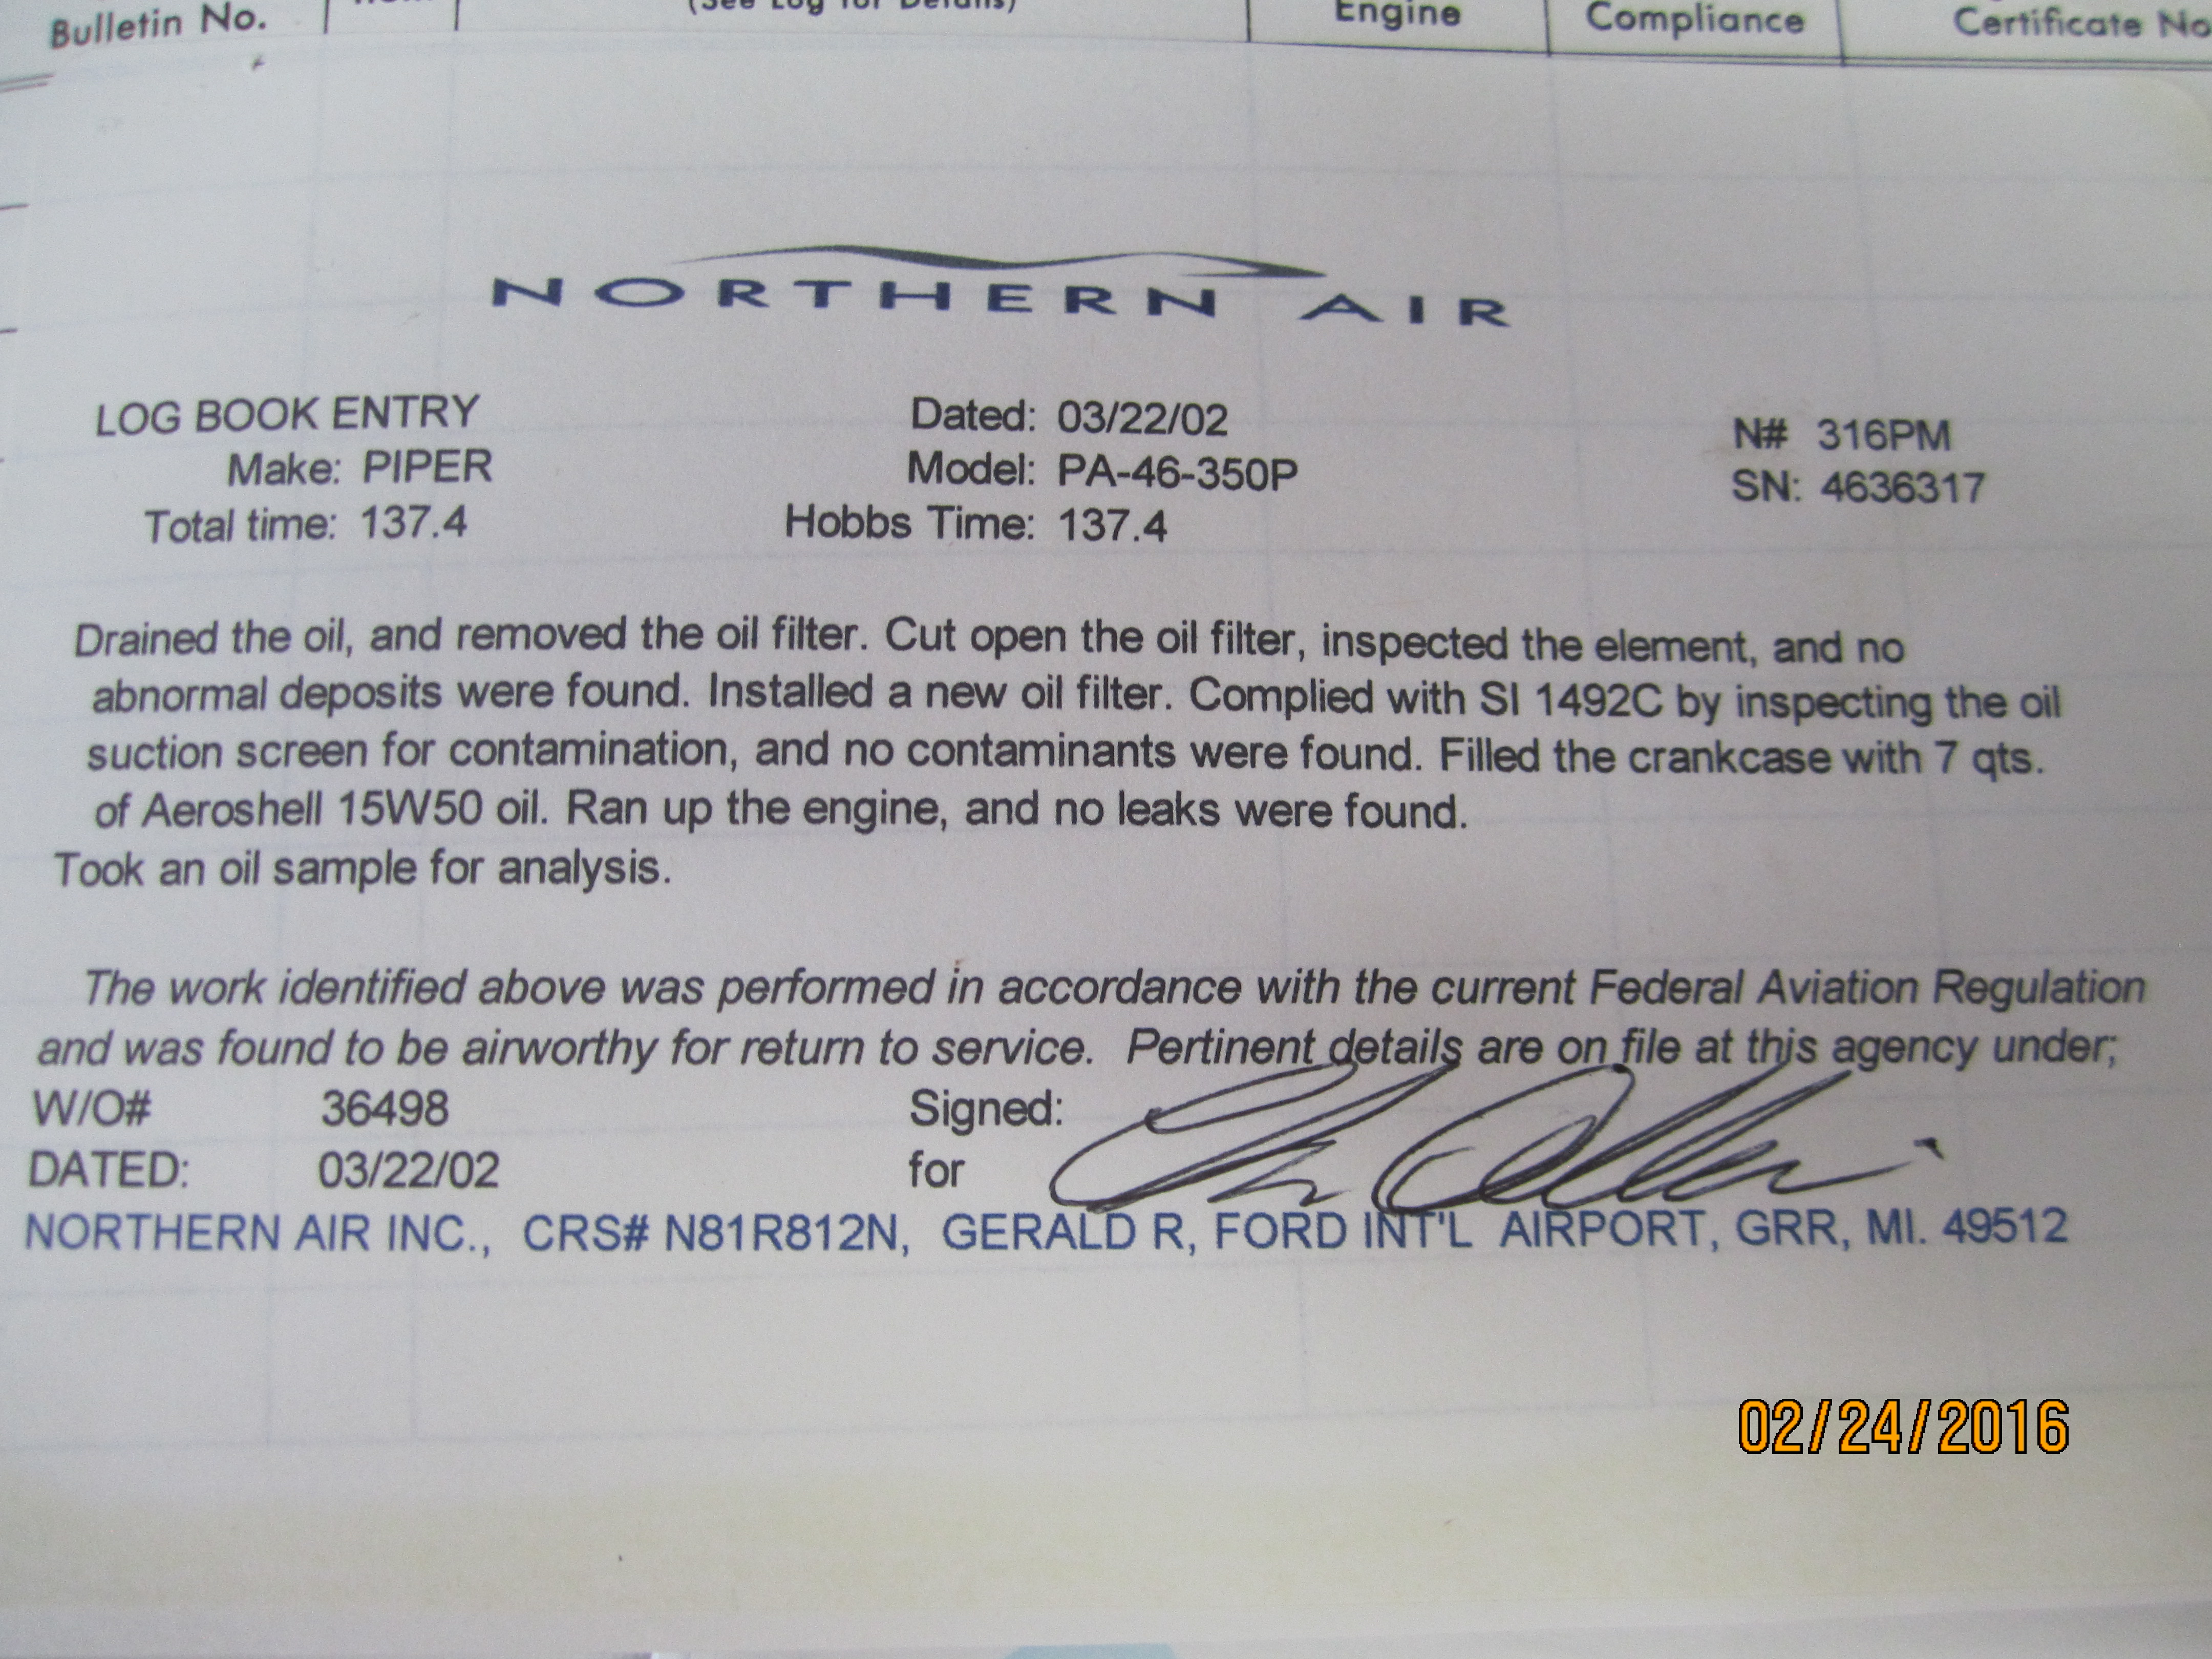 Bulletin No.
(See Log for Details)
Engine
Compliance
Certificate No
NORTHERN AIR
LOG BOOK ENTRY Dated: 03/22/02 N# 316PM
Make: PIPER Model: PA-46-350P SN: 4636317
Total time: 137.4 Hobbs Time: 137.4
Drained the oil, and removed the oil filter. Cut open the oil filter, inspected the element, and no
abnormal deposits were found. Installed a new oil filter. Complied with SI 1492C by inspecting the oil
suction screen for contamination, and no contaminants were found. Filled the crankcase with 7 qts.
of Aeroshell 15W50 oil. Ran up the engine, and no leaks were found.
Took an oil sample for analysis.
The work identified above was performed in accordance with the current Federal Aviation Regulation
and was found to be airworthy for return to service. Pertinent details are on file at this agency under;
W/O# 36498 Signed:
DATED: 03/22/02 for
NORTHERN AIR INC., CRS# N81R812N, GERALD R, FORD INT'L AIRPORT, GRR, MI. 49512
02/24/2016